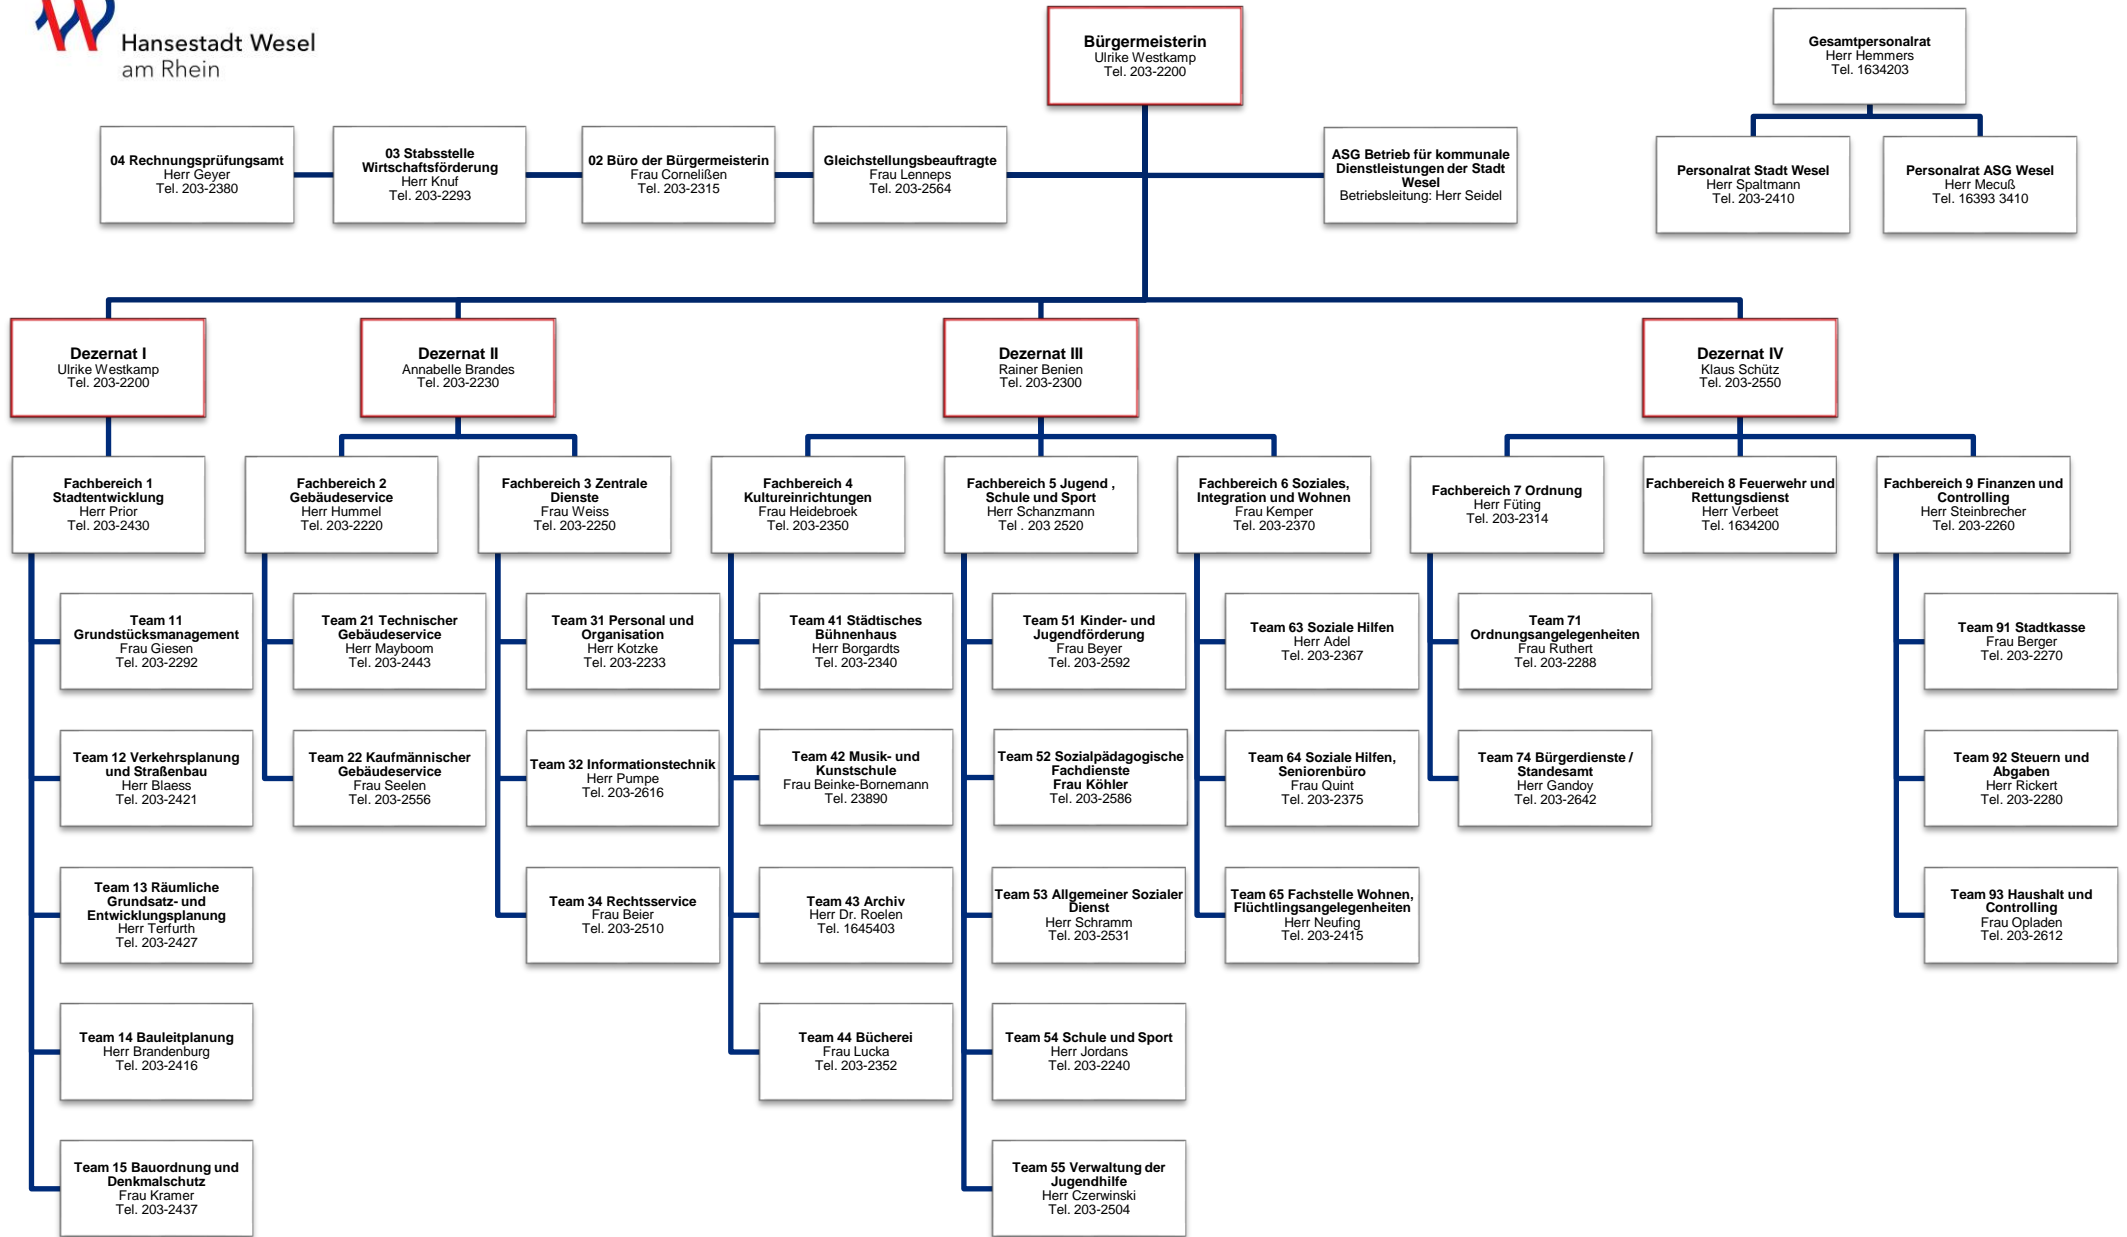 Hansestadt Wesel
am Rhein
Bürgermeisterin
Ulrike Westkamp
Tel. 203-2200
Gesamtpersonalrat
Herr Hemmers
Tel. 1634203
04 Rechnungsprüfungsamt
Herr Geyer
Tel. 203-2380
03 Stabsstelle
Wirtschaftsförderung
Herr Knuf
Tel. 203-2293
02 Büro der Bürgermeisterin
Frau Cornelißen
Tel. 203-2315
Gleichstellungsbeauftragte
Frau Lenneps
Tel. 203-2564
ASG Betrieb für kommunale
Dienstleistungen der Stadt
Wesel
Betriebsleitung: Herr Seidel
Personalrat Stadt Wesel
Herr Spaltmann
Tel. 203-2410
Personalrat ASG Wesel
Herr Mecuß
Tel. 16393 3410
Dezernat I
Ulrike Westkamp
Tel. 203-2200
Dezernat II
Annabelle Brandes
Tel. 203-2230
Dezernat III
Rainer Benien
Tel. 203-2300
Dezernat IV
Klaus Schütz
Tel. 203-2550
Fachbereich 1
Stadtentwicklung
Herr Prior
Tel. 203-2430
Fachbereich 2
Gebäudeservice
Herr Hummel
Tel. 203-2220
Fachbereich 3 Zentrale
Dienste
Frau Weiss
Tel. 203-2250
Fachbereich 4
Kultureinrichtungen
Frau Heidebroek
Tel. 203-2350
Fachbereich 5 Jugend ,
Schule und Sport
Herr Schanzmann
Tel . 203 2520
Fachbereich 6 Soziales,
Integration und Wohnen
Frau Kemper
Tel. 203-2370
Fachbereich 7 Ordnung
Herr Füting
Tel. 203-2314
Fachbereich 8 Feuerwehr und
Rettungsdienst
Herr Verbeet
Tel. 1634200
Fachbereich 9 Finanzen und
Controlling
Herr Steinbrecher
Tel. 203-2260
Team 11
Grundstücksmanagement
Frau Giesen
Tel. 203-2292
Team 21 Technischer
Gebäudeservice
Herr Mayboom
Tel. 203-2443
Team 31 Personal und
Organisation
Herr Kotzke
Tel. 203-2233
Team 41 Städtisches
Bühnenhaus
Herr Borgardts
Tel. 203-2340
Team 51 Kinder- und
Jugendförderung
Frau Beyer
Tel. 203-2592
Team 63 Soziale Hilfen
Herr Adel
Tel. 203-2367
Team 71
Ordnungsangelegenheiten
Frau Ruthert
Tel. 203-2288
Team 91 Stadtkasse
Frau Berger
Tel. 203-2270
Team 12 Verkehrsplanung
und Straßenbau
Herr Blaess
Tel. 203-2421
Team 22 Kaufmännischer
Gebäudeservice
Frau Seelen
Tel. 203-2556
Team 32 Informationstechnik
Herr Pumpe
Tel. 203-2616
Team 42 Musik- und
Kunstschule
Frau Beinke-Bornemann
Tel. 23890
Team 52 Sozialpädagogische
Fachdienste
Frau Köhler
Tel. 203-2586
Team 64 Soziale Hilfen,
Seniorenbüro
Frau Quint
Tel. 203-2375
Team 74 Bürgerdienste /
Standesamt
Herr Gandoy
Tel. 203-2642
Team 92 Steuern und
Abgaben
Herr Rickert
Tel. 203-2280
Team 13 Räumliche
Grundsatz- und
Entwicklungsplanung
Herr Terfurth
Tel. 203-2427
Team 34 Rechtsservice
Frau Beier
Tel. 203-2510
Team 43 Archiv
Herr Dr. Roelen
Tel. 1645403
Team 53 Allgemeiner Sozialer
Dienst
Herr Schramm
Tel. 203-2531
Team 65 Fachstelle Wohnen,
Flüchtlingsangelegenheiten
Herr Neufing
Tel. 203-2415
Team 93 Haushalt und
Controlling
Frau Opladen
Tel. 203-2612
Team 14 Bauleitplanung
Herr Brandenburg
Tel. 203-2416
Team 44 Bücherei
Frau Lucka
Tel. 203-2352
Team 54 Schule und Sport
Herr Jordans
Tel. 203-2240
Team 15 Bauordnung und
Denkmalschutz
Frau Kramer
Tel. 203-2437
Team 55 Verwaltung der
Jugendhilfe
Herr Czerwinski
Tel. 203-2504